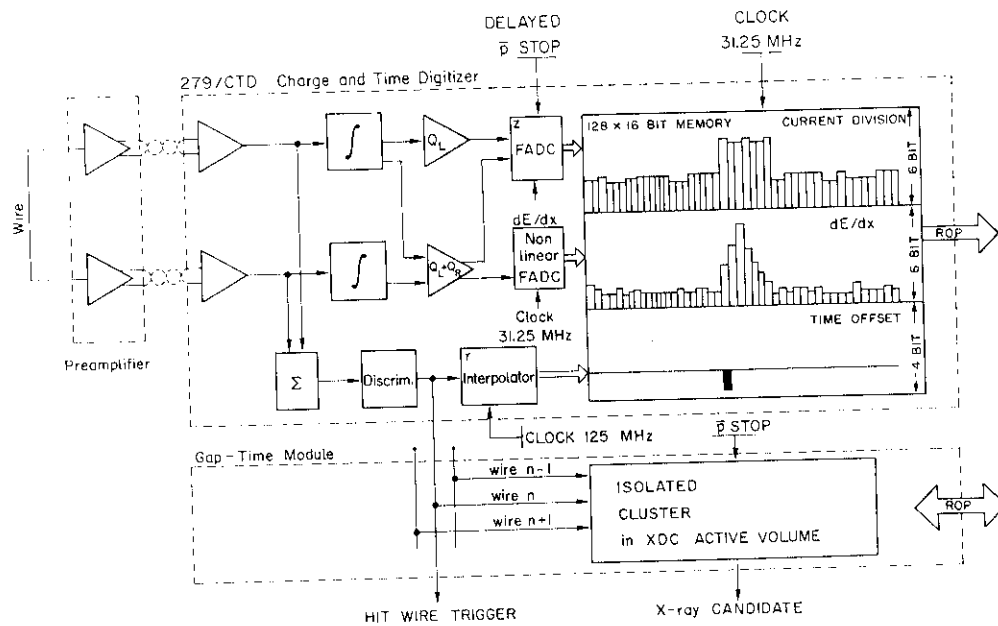 DELAYED
p̄ STOP
CLOCK
31.25 MHz
279/CTD Charge and Time Digitizer
128 x 16 BIT MEMORY
CURRENT DIVISION
6 BIT
∫
Q_L
Z
FADC
Wire
dE/dx
Non
linear
FADC
dE/dx
6 BIT
ROP
∫
Q_L+Q_R
Clock
31.25 MHz
TIME OFFSET
4 BIT
Preamplifier
Σ
Discrim.
T
Interpolator
CLOCK 125 MHz
p̄ STOP
Gap-Time Module
wire n-1
wire n
wire n+1
ISOLATED
CLUSTER
in XDC ACTIVE VOLUME
ROP
HIT WIRE TRIGGER
X-ray CANDIDATE